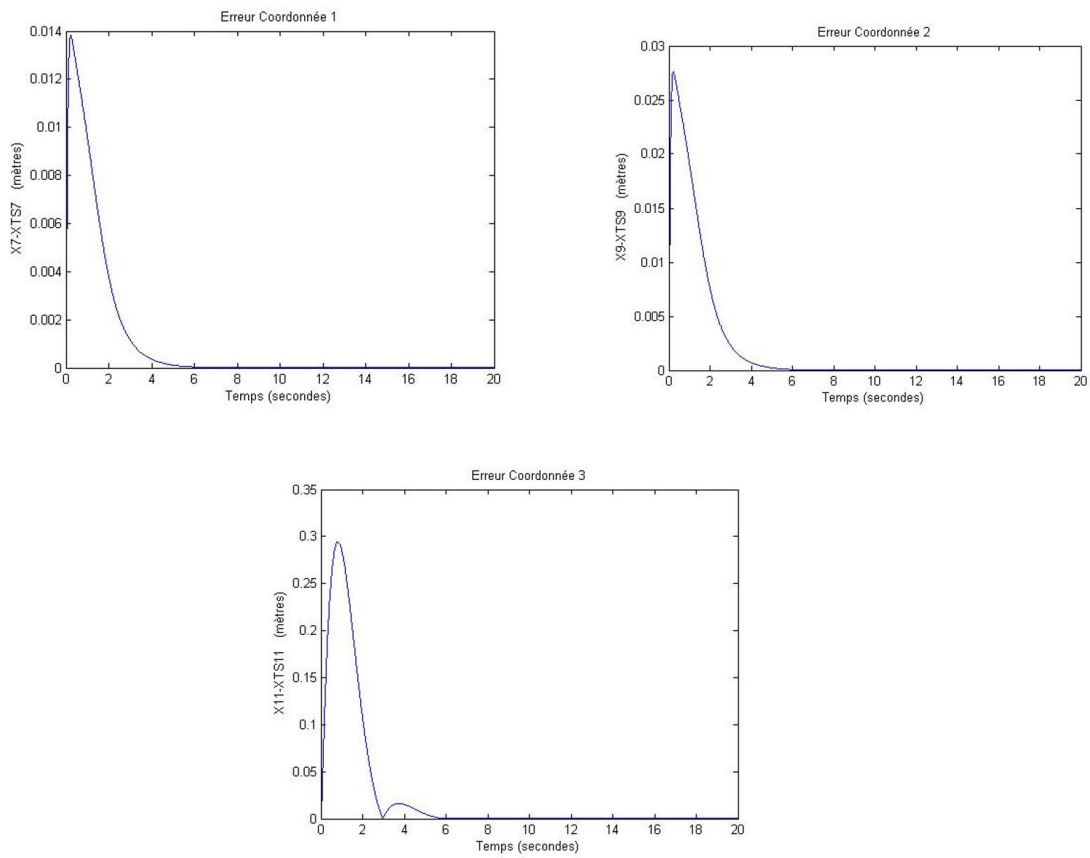 Erreur Coordonnée 1
0.014
0.012
0.01
0.008
0.006
0.004
0.002
0
X7-XTS7 (mètres)
0 2 4 6 8 10 12 14 16 18 20
Temps (secondes)
Erreur Coordonnée 2
0.03
0.025
0.02
0.015
0.01
0.005
0
X9-XTS9 (mètres)
0 2 4 6 8 10 12 14 16 18 20
Temps (secondes)
Erreur Coordonnée 3
0.35
0.3
0.25
0.2
0.15
0.1
0.05
0
X11-XTS11 (mètres)
0 2 4 6 8 10 12 14 16 18 20
Temps (secondes)